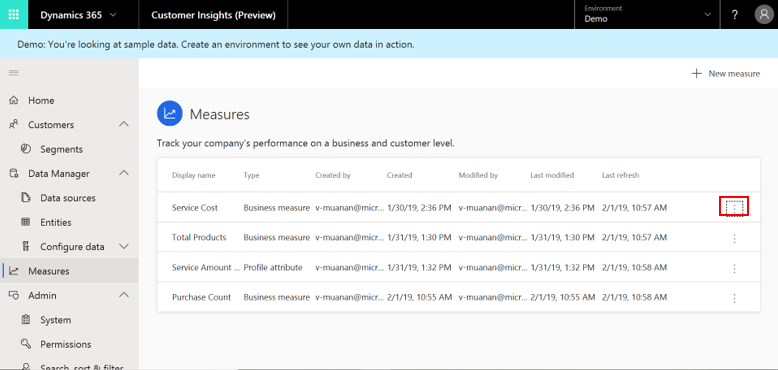 Dynamics 365
Customer Insights (Preview)
Environment
Demo
?
Demo: You're looking at sample data. Create an environment to see your own data in action.
New measure
Home
Customers
Segments
Data Manager
Data sources
Entities
Configure data
Measures
Admin
System
Permissions
Search, sort & filter
Measures
Track your company's performance on a business and customer level.
Display name Type Created by Created Modified by Last modified Last refresh
Service Cost Business measure v-muanan@micr... 1/30/19, 2:36 PM v-muanan@micr... 1/30/19, 2:36 PM 2/1/19, 10:57 AM
Total Products Business measure v-muanan@micr... 1/31/19, 1:30 PM v-muanan@micr... 1/31/19, 1:30 PM 2/1/19, 10:57 AM
Service Amount ... Profile attribute v-muanan@micr... 1/31/19, 1:32 PM v-muanan@micr... 1/31/19, 1:32 PM 2/1/19, 10:58 AM
Purchase Count Business measure v-muanan@micr... 2/1/19, 10:55 AM v-muanan@micr... 2/1/19, 10:55 AM 2/1/19, 10:58 AM